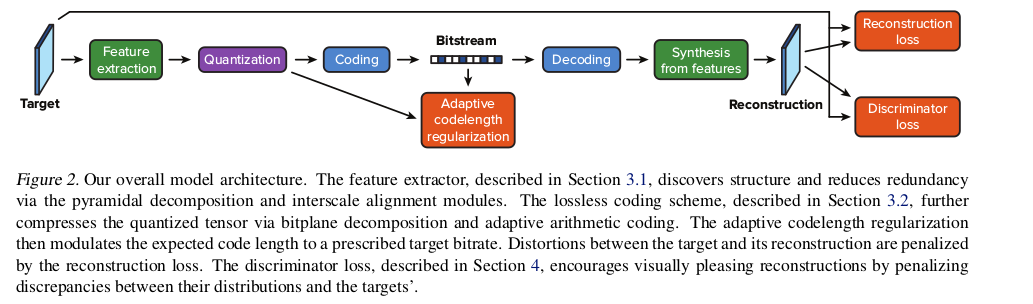 Target
Feature
extraction
Quantization
Coding
Bitstream
Adaptive
codelength
regularization
Decoding
Synthesis
from features
Reconstruction
Reconstruction
loss
Discriminator
loss
Figure 2. Our overall model architecture. The feature extractor, described in Section 3.1, discovers structure and reduces redundancy
via the pyramidal decomposition and interscale alignment modules. The lossless coding scheme, described in Section 3.2, further
compresses the quantized tensor via bitplane decomposition and adaptive arithmetic coding. The adaptive codelength regularization
then modulates the expected code length to a prescribed target bitrate. Distortions between the target and its reconstruction are penalized
by the reconstruction loss. The discriminator loss, described in Section 4, encourages visually pleasing reconstructions by penalizing
discrepancies between their distributions and the targets'.